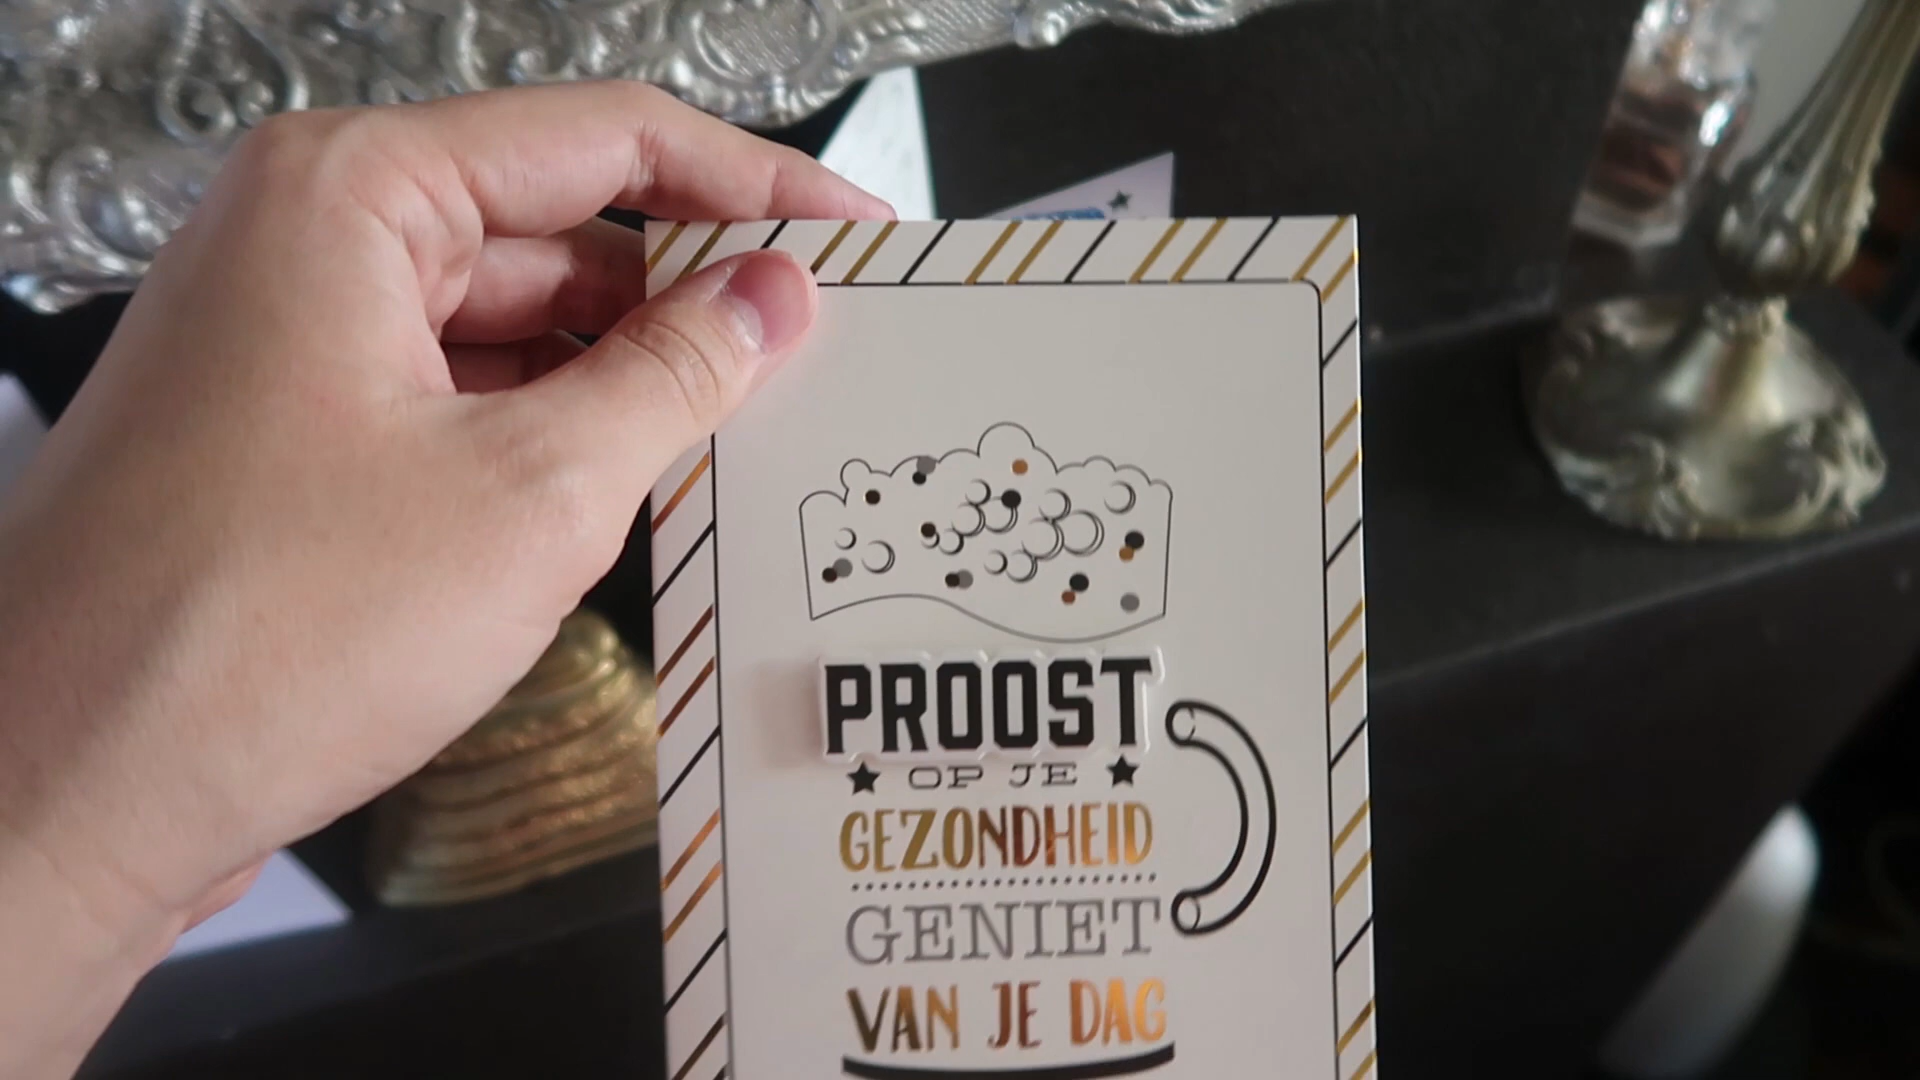 PROOST
OP JE
GEZONDHEID
GENIET
VAN JE DAG